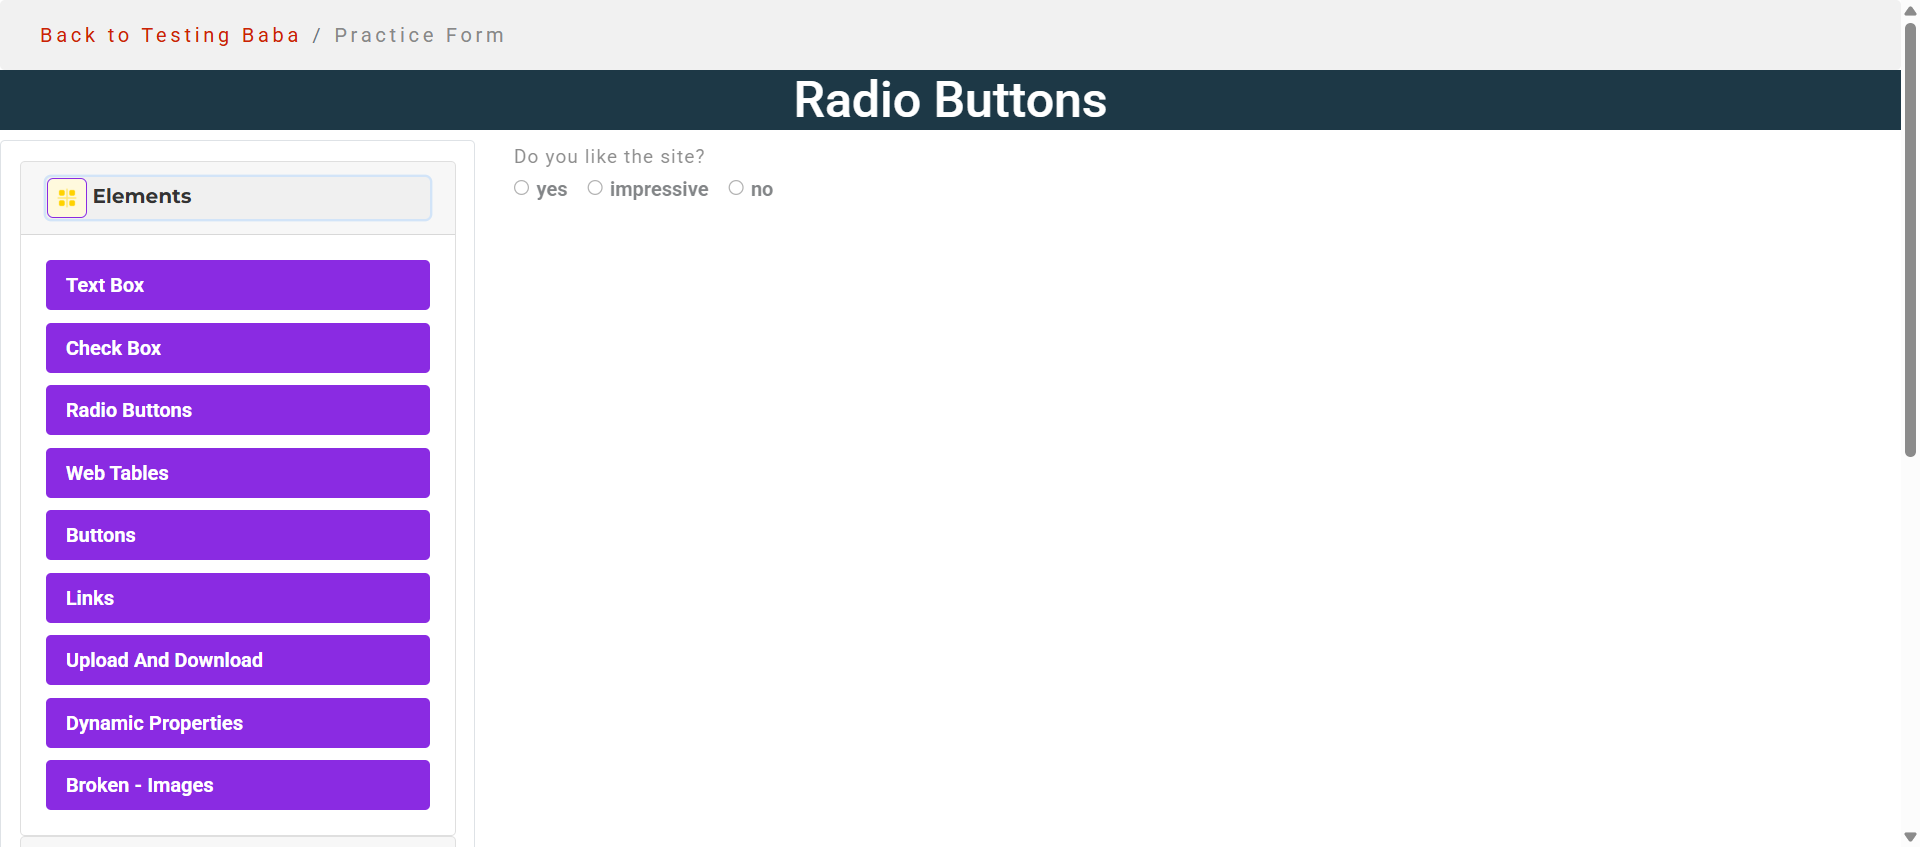 Back to Testing Baba / Practice Form
Radio Buttons
Elements
Text Box
Check Box
Radio Buttons
Web Tables
Buttons
Links
Upload And Download
Dynamic Properties
Broken - Images
Do you like the site?
yes impressive no